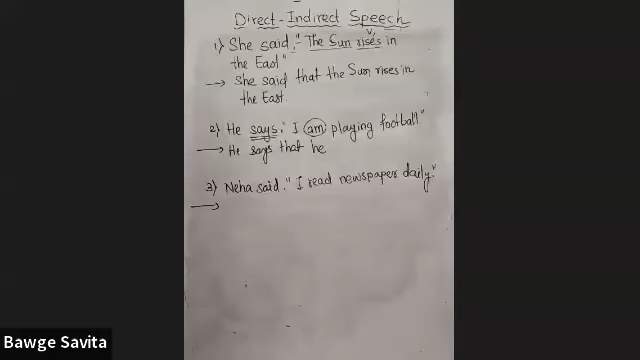 Direct-Indirect Speech
V₁
1) She said,"- The Sun rises in
the East"
→ She said that the Sun rises in
the East.
2) He says," I am playing football."
→ He says that he
3) Neha said," I read newspaper daily."
→
Bawge Savita